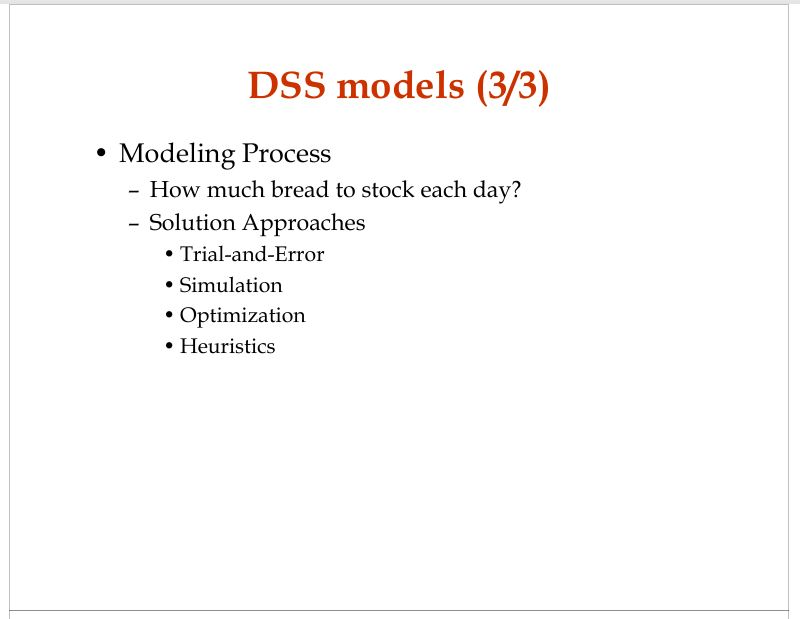 DSS models (3/3)
• Modeling Process
– How much bread to stock each day?
– Solution Approaches
• Trial-and-Error
• Simulation
• Optimization
• Heuristics